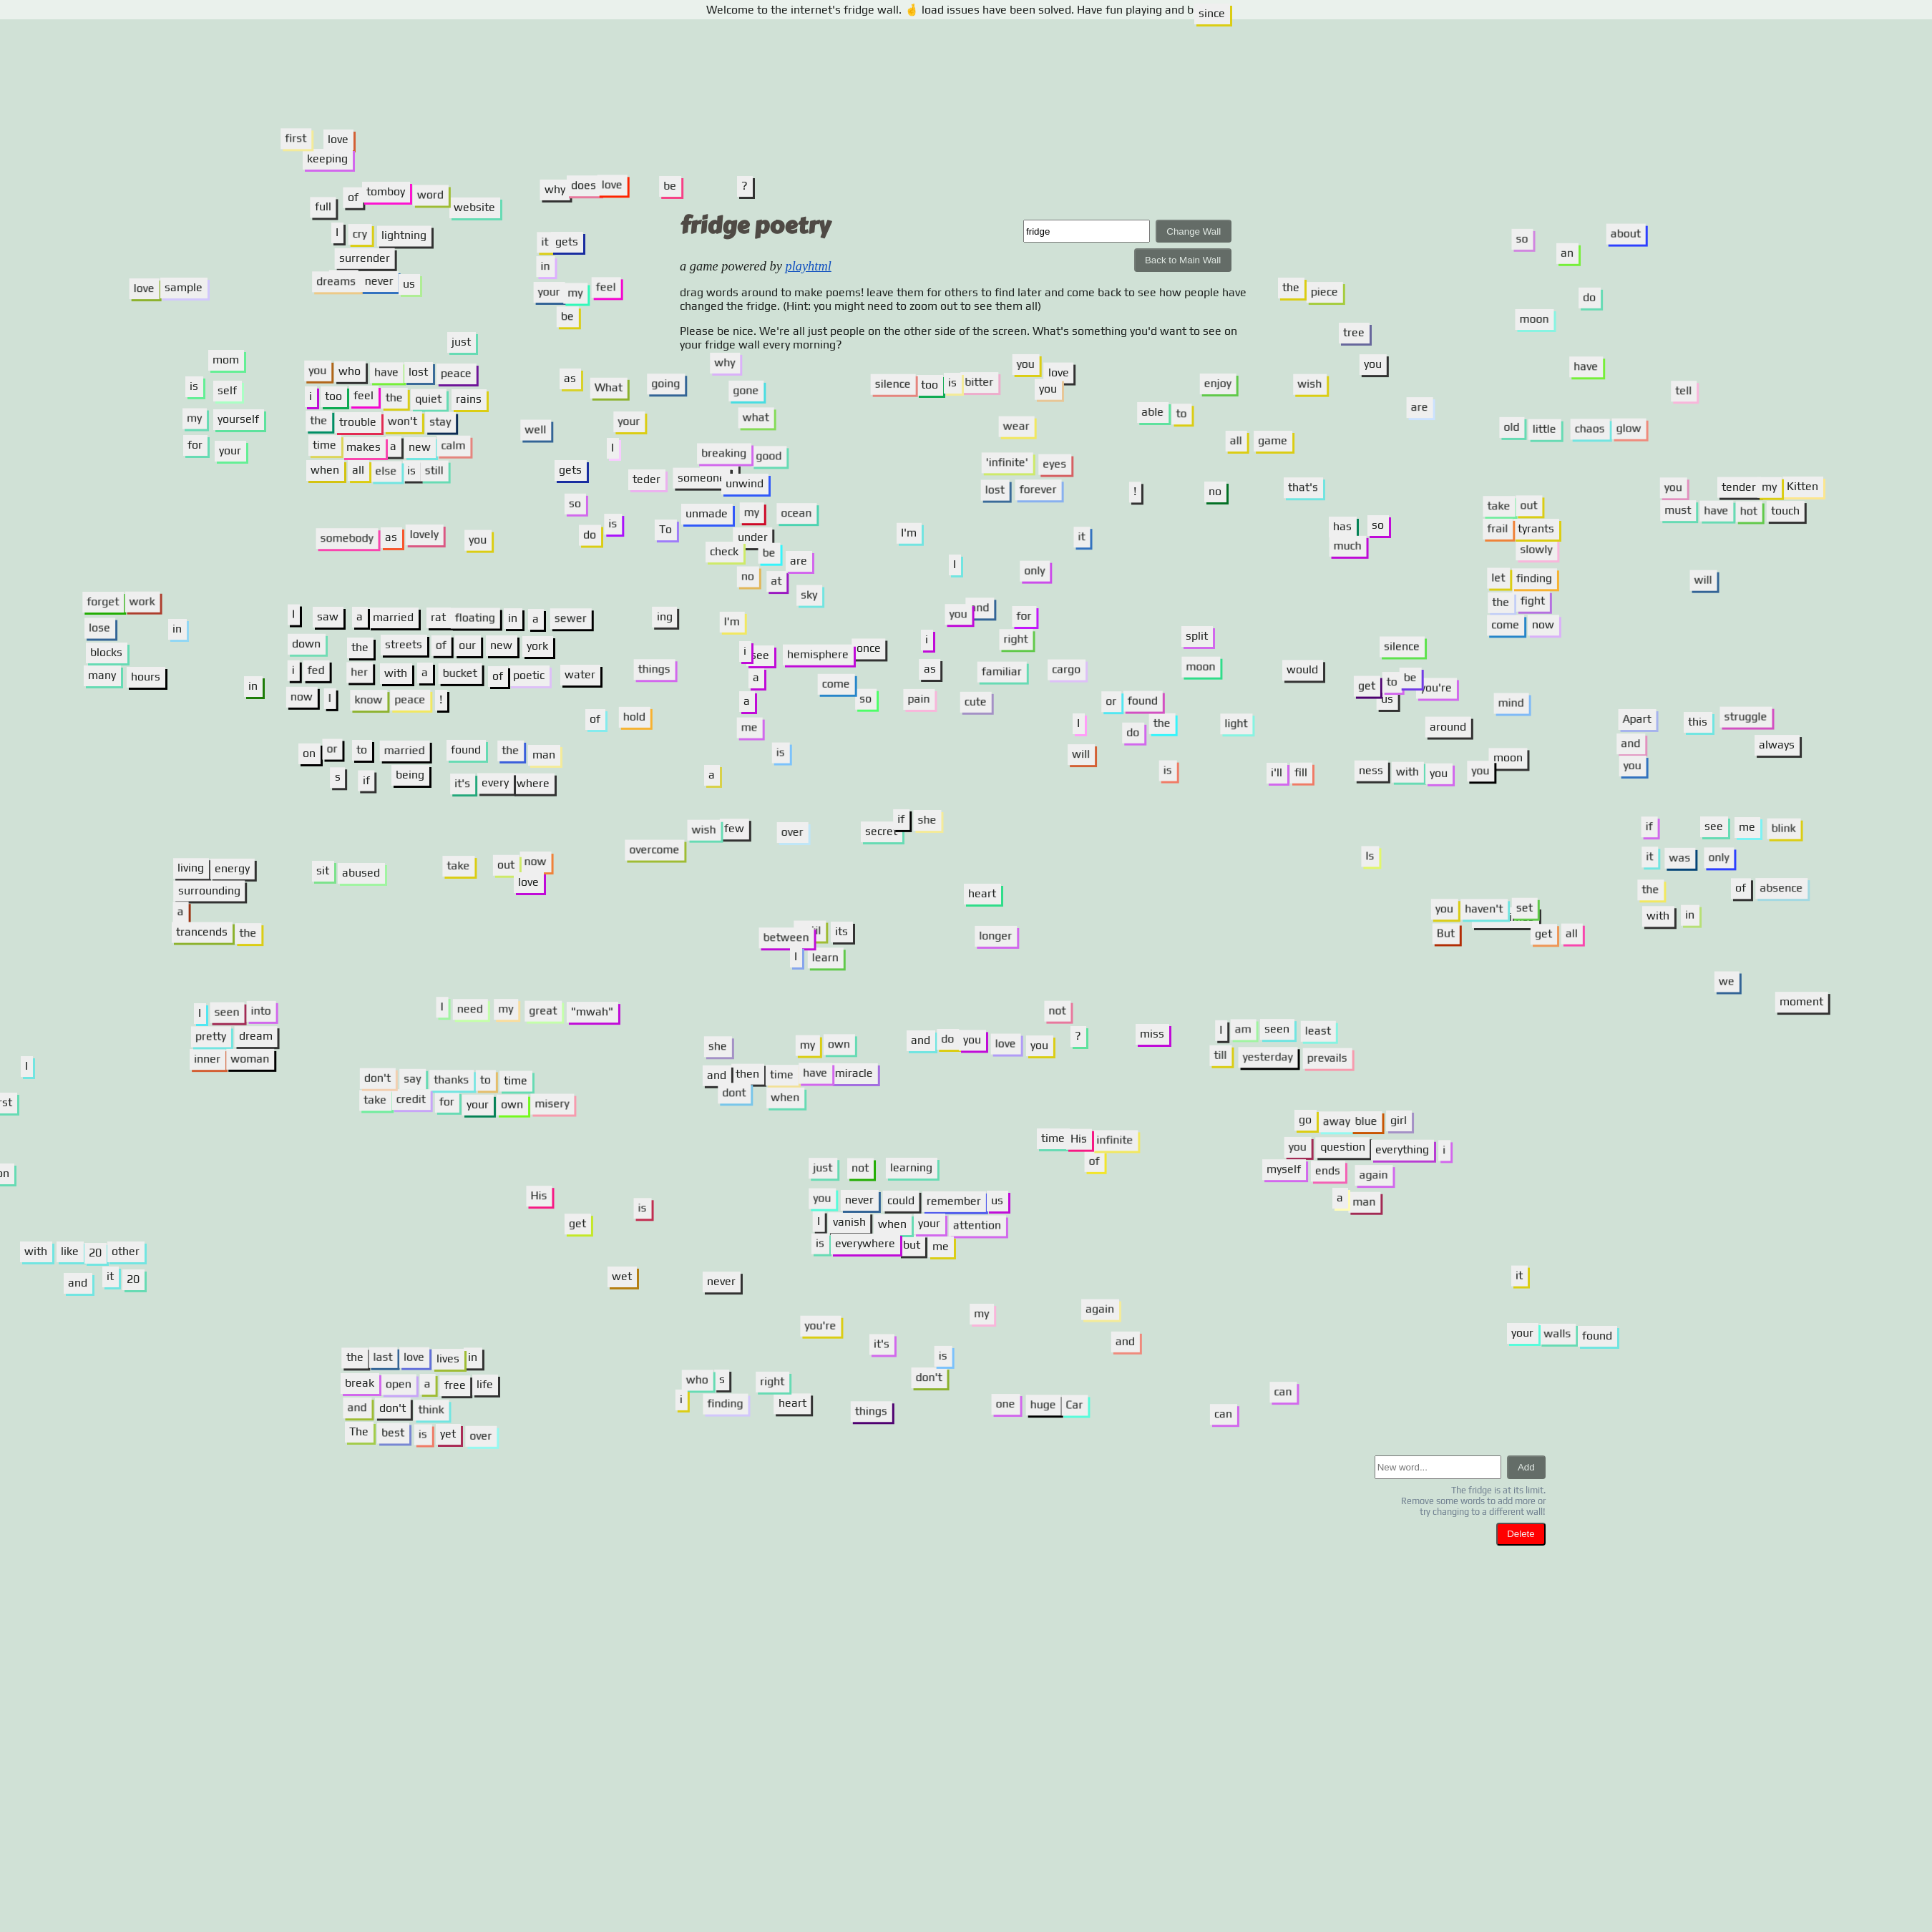 Welcome to the internet's fridge wall. ☝ load issues have been solved. Have fun playing and b
since
first love
keeping
full of tomboy word website
I cry lightning
surrender
dreams never us
why does love be ?
it gets
in
your my feel
be
fridge poetry
fridge
Change Wall
a game powered by playhtml
Back to Main Wall
drag words around to make poems! leave them for others to find later and come back to see how people have
changed the fridge. (Hint: you might need to zoom out to see them all)
Please be nice. We're all just people on the other side of the screen. What's something you'd want to see on
your fridge wall every morning?
so an about
do
moon
have
tell
love sample
the piece
tree
you
are
just
mom
is self
my yourself
for your
you who have lost peace
i too feel the quiet rains
the trouble won't stay
time makes a new calm
when all else is still
as What going
well your
I
gets
so
do is
why
gone
what
breaking good
teder someone unwind
To unmade my ocean
under
check be are
no at
sky
silence too is bitter
you love
you
wear
'infinite' eyes
lost forever
! no that's
enjoy wish
able to
all game
old little chaos glow
you tender my Kitten
must have hot touch
will
has so
much
take out
frail tyrants
slowly
let finding
the fight
come now
somebody as lovely you
I'm
it
I
only
forget work
lose in
blocks
many hours
in
I saw a married rat floating in a sewer
down the streets of our new york
i fed her with a bucket of poetic water
now I know peace !
ing
I'm
things
of hold
i see hemisphere once
a
come
a so
me
is
a
you
for
i right
as familiar cargo
pain cute
split
moon
or found
I do the light
will
is
silence
would
get to be you're
us
mind
around
moon
i'll fill
ness with you you
Apart this struggle
and always
you
on or to married found the man
s if being it's every where
wish few over
overcome
secret if she
living energy
surrounding
a
trancends the
sit abused
take out now
love
heart
longer
between its
I learn
Is
if see me blink
it was only
the of absence
with in
you haven't set
But get all
we
moment
I seen into
pretty dream
inner woman
I
I need my great "mwah"
not
she my own
and do you love you ?
miss
and then time have miracle
dont when
I am seen least
till yesterday prevails
don't say thanks to time
take credit for your own misery
time His infinite
of
go away blue girl
you question everything i
myself ends again
a man
just not learning
you never could remember us
I vanish when your attention
is everywhere but me
His
is
get
wet
never
with like 20 other
and it 20
it
my
again
you're
it's
and
is
don't
your walls found
the last love lives in
break open a free life
and don't think
The best is yet over
who s right
i finding heart
things
one huge Car
can
can
New word...
Add
The fridge is at its limit.
Remove some words to add more or
try changing to a different wall!
Delete